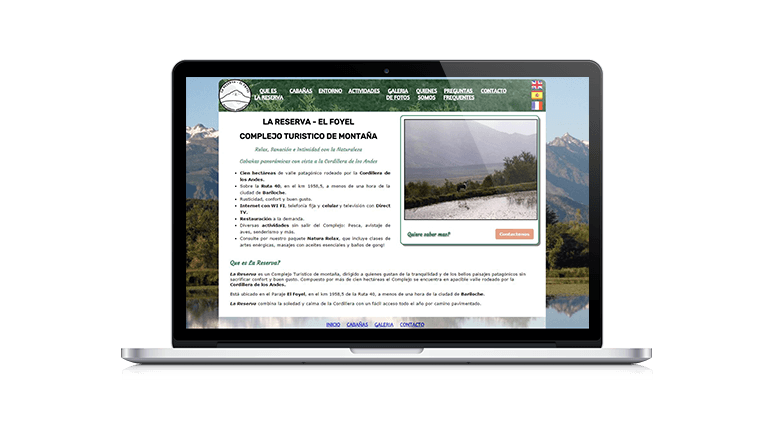 QUE ES
LA RESERVA
CABAÑAS
ENTORNO
ACTIVIDADES
GALERIA
DE FOTOS
QUIENES
SOMOS
PREGUNTAS
FREQUENTES
CONTACTO
LA RESERVA - EL FOYEL
COMPLEJO TURISTICO DE MONTAÑA
Relax, Sanación e Intimidad con la Naturaleza
Cabañas panorámicas con vista a la Cordillera de los Andes
Cien hectáreas de valle patagónico rodeado por la Cordillera de
los Andes.
Sobre la Ruta 40, en el km 1958,5, a menos de una hora de la
ciudad de Bariloche.
Rusticidad, confort y buen gusto.
Internet con WI FI, telefonía fija y celular y televisión con Direct
TV.
Restauración a la demanda.
Diversas actividades sin salir del Complejo: Pesca, avistaje de
aves, senderismo y más.
Consulte por nuestro paquete Natura Relax, que incluye clases de
artes enérgicas, masajes con aceites esenciales y baños de gong!
Quiere saber mas?
Contactenos
Que es La Reserva?
La Reserva es un Complejo Turístico de montaña, dirigido a quienes gustan de la tranquilidad y de los bellos paisajes patagónicos sin
sacrificar confort y buen gusto. Compuesto por más de cien hectáreas el Complejo se encuentra en apacible valle rodeado por la
Cordillera de los Andes.
Está ubicado en el Paraje El Foyel, en el km 1958,5 de la Ruta 40, a menos de una hora de la ciudad de Bariloche.
La Reserva combina la soledad y calma de la Cordillera con un fácil acceso todo el año por camino pavimentado.
INICIO CABAÑAS GALERIA CONTACTO